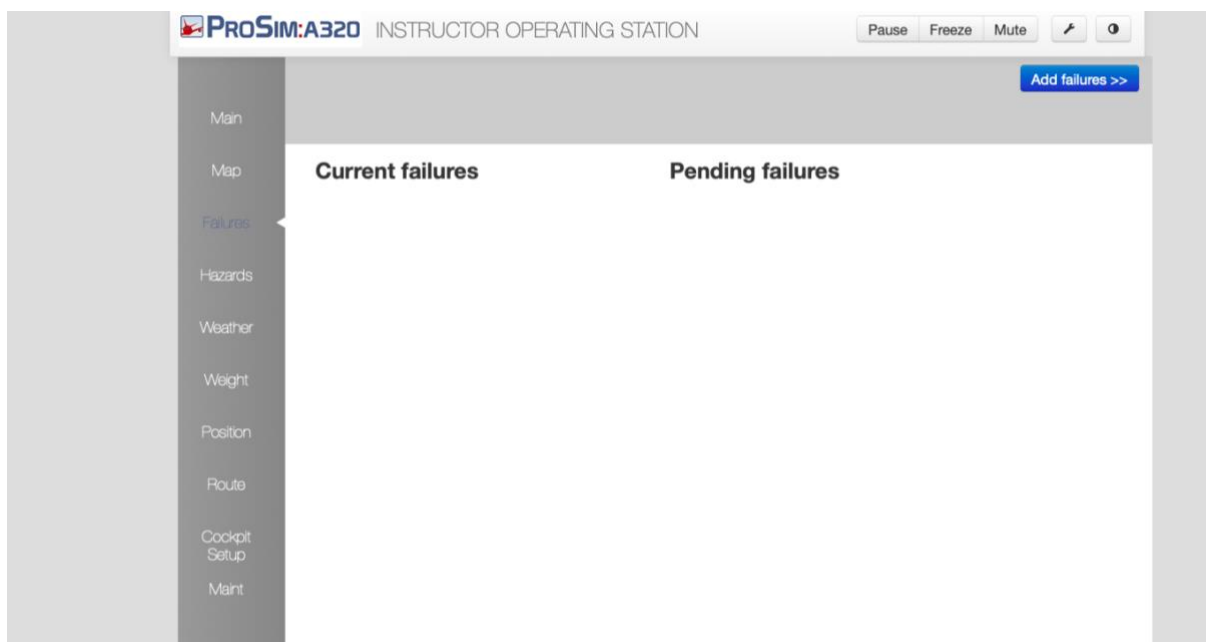 PROSIM:A320 INSTRUCTOR OPERATING STATION Pause Freeze Mute
Add failures >>
Main
Map
Failures
Hazards
Weather
Weight
Position
Route
Cockpit
Setup
Maint
Current failures
Pending failures